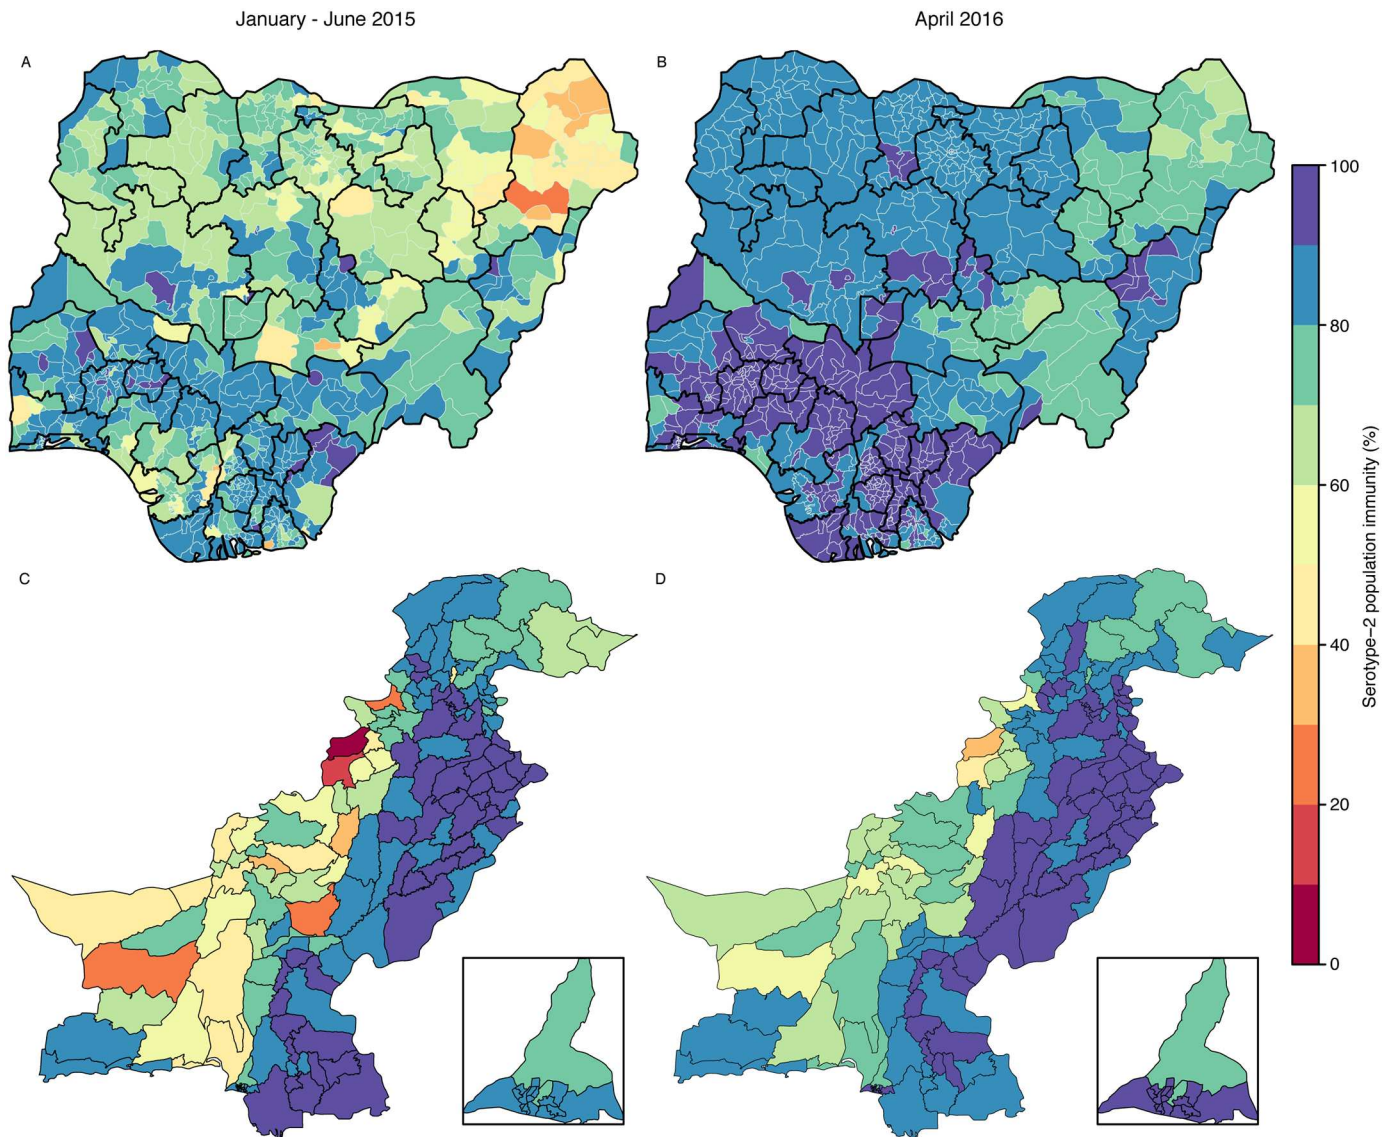 January - June 2015
April 2016
A
B
C
D
100
80
60
40
20
0
Serotype−2 population immunity (%)